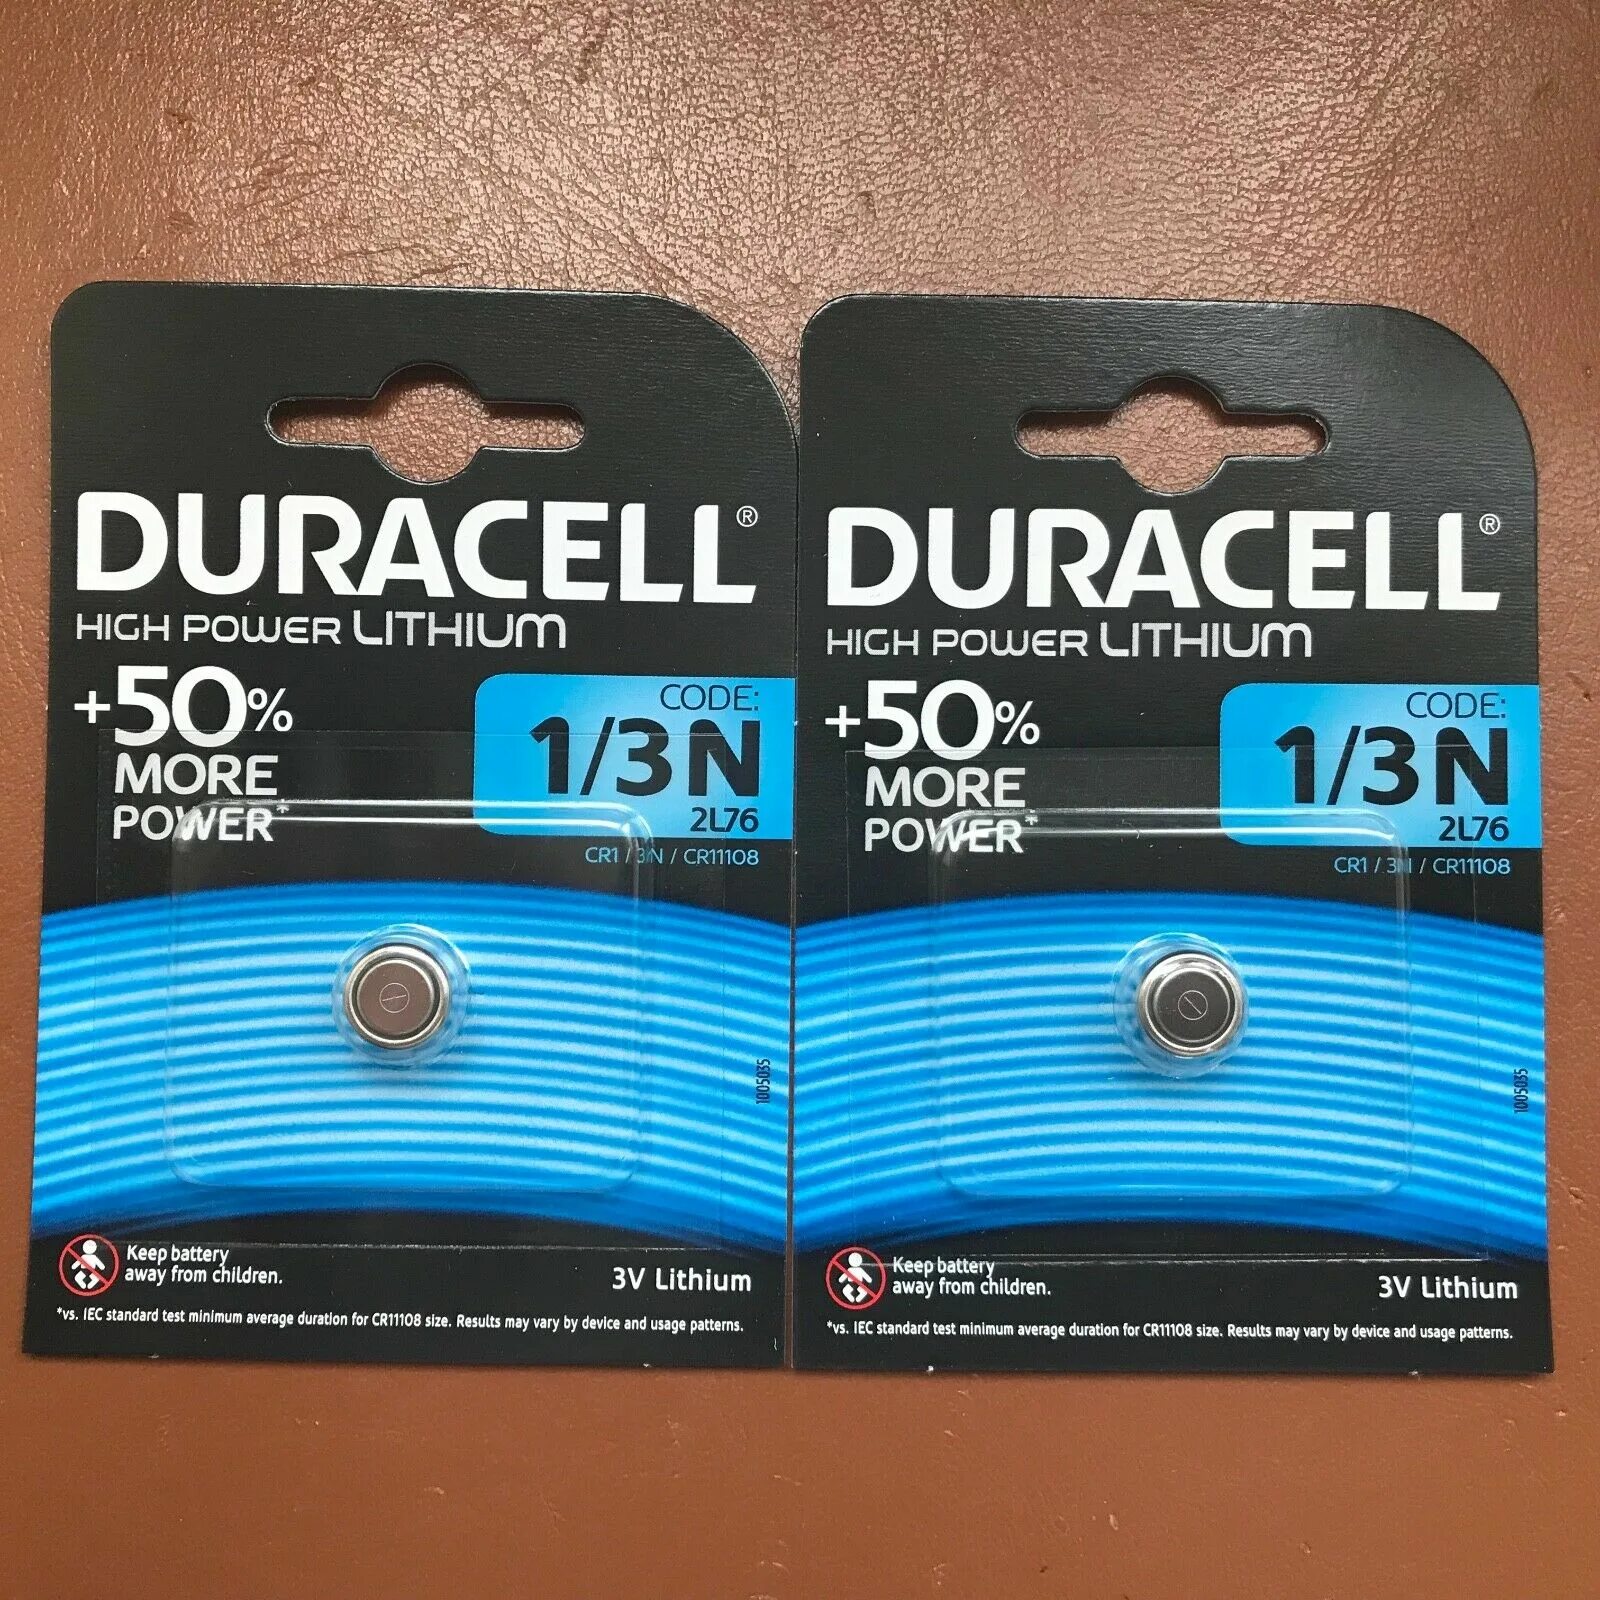 DURACELL®
HIGH POWER LITHIUM
+50%
MORE
POWER*
CODE:
1/3N
2L76
CR1 / 3N / CR11108
1005035
Keep battery
away from children.
3V Lithium
*vs. IEC standard test minimum average duration for CR11108 size. Results may vary by device and usage patterns.
DURACELL®
HIGH POWER LITHIUM
+50%
MORE
POWER*
CODE:
1/3N
2L76
CR1 / 3N / CR11108
1005035
Keep battery
away from children.
3V Lithium
*vs. IEC standard test minimum average duration for CR11108 size. Results may vary by device and usage patterns.